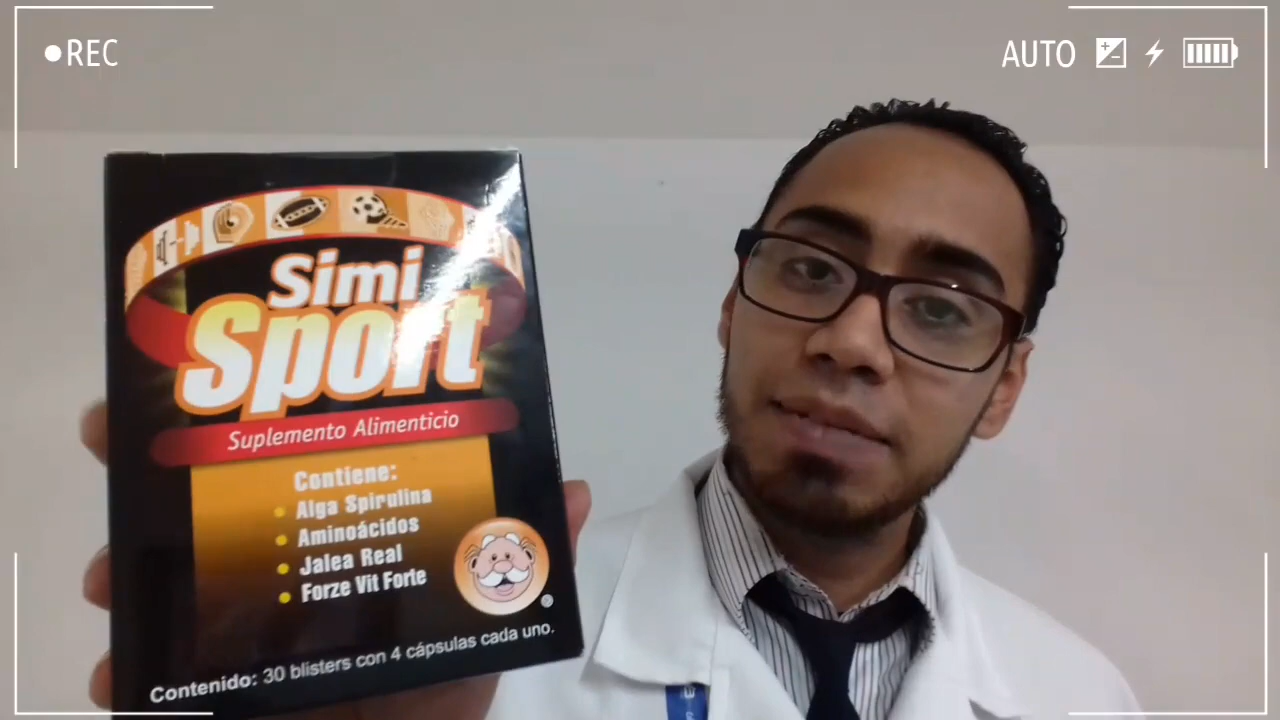 REC
AUTO
Simi
Sport
Suplemento Alimenticio
Contiene:
Alga Spirulina
Aminoácidos
Jalea Real
Forze Vit Forte
Contenido: 30 blisters con 4 cápsulas cada uno.